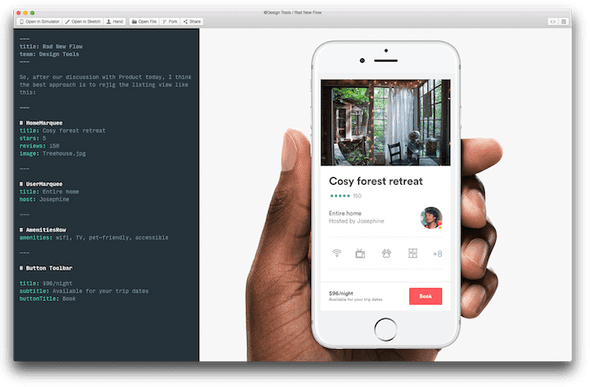 @Design Tools / Rad New Flow
Open in Simulator
Open in Sketch
Hand
Open File
Fork
Share
---
title: Rad New Flow
team: Design Tools
---
So, after our discussion with Product today, I think
the best approach is to rejig the listing view like
this:
---
# HomeMarquee
title: Cosy forest retreat
stars: 5
reviews: 150
image: Treehouse.jpg
---
# UserMarquee
title: Entire home
host: Josephine
---
# AmenitiesRow
amenities: wifi, TV, pet-friendly, accessible
---
# Button Toolbar
title: $96/night
subtitle: Available for your trip dates
buttonTitle: Book
Cosy forest retreat
★★★★★ 150
Entire home
Hosted by Josephine
+8
$96/night
Available for your trip dates
Book